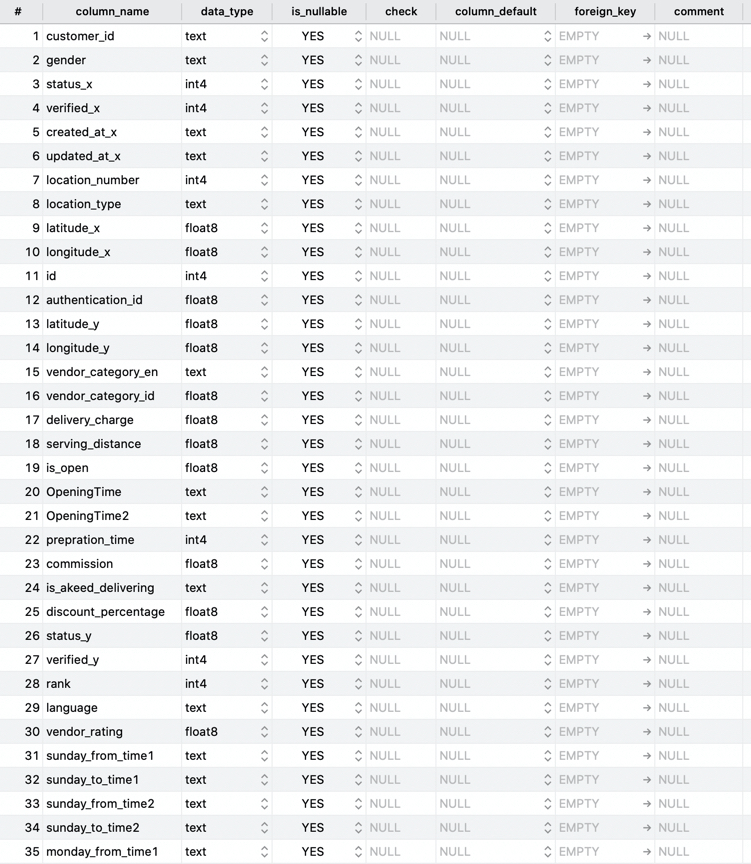 # column_name data_type is_nullable check column_default foreign_key comment
1 customer_id text YES NULL NULL EMPTY NULL
2 gender text YES NULL NULL EMPTY NULL
3 status_x int4 YES NULL NULL EMPTY NULL
4 verified_x int4 YES NULL NULL EMPTY NULL
5 created_at_x text YES NULL NULL EMPTY NULL
6 updated_at_x text YES NULL NULL EMPTY NULL
7 location_number int4 YES NULL NULL EMPTY NULL
8 location_type text YES NULL NULL EMPTY NULL
9 latitude_x float8 YES NULL NULL EMPTY NULL
10 longitude_x float8 YES NULL NULL EMPTY NULL
11 id int4 YES NULL NULL EMPTY NULL
12 authentication_id float8 YES NULL NULL EMPTY NULL
13 latitude_y float8 YES NULL NULL EMPTY NULL
14 longitude_y float8 YES NULL NULL EMPTY NULL
15 vendor_category_en text YES NULL NULL EMPTY NULL
16 vendor_category_id float8 YES NULL NULL EMPTY NULL
17 delivery_charge float8 YES NULL NULL EMPTY NULL
18 serving_distance float8 YES NULL NULL EMPTY NULL
19 is_open float8 YES NULL NULL EMPTY NULL
20 OpeningTime text YES NULL NULL EMPTY NULL
21 OpeningTime2 text YES NULL NULL EMPTY NULL
22 prepration_time int4 YES NULL NULL EMPTY NULL
23 commission float8 YES NULL NULL EMPTY NULL
24 is_akeed_delivering text YES NULL NULL EMPTY NULL
25 discount_percentage float8 YES NULL NULL EMPTY NULL
26 status_y float8 YES NULL NULL EMPTY NULL
27 verified_y int4 YES NULL NULL EMPTY NULL
28 rank int4 YES NULL NULL EMPTY NULL
29 language text YES NULL NULL EMPTY NULL
30 vendor_rating float8 YES NULL NULL EMPTY NULL
31 sunday_from_time1 text YES NULL NULL EMPTY NULL
32 sunday_to_time1 text YES NULL NULL EMPTY NULL
33 sunday_from_time2 text YES NULL NULL EMPTY NULL
34 sunday_to_time2 text YES NULL NULL EMPTY NULL
35 monday_from_time1 text YES NULL NULL EMPTY NULL